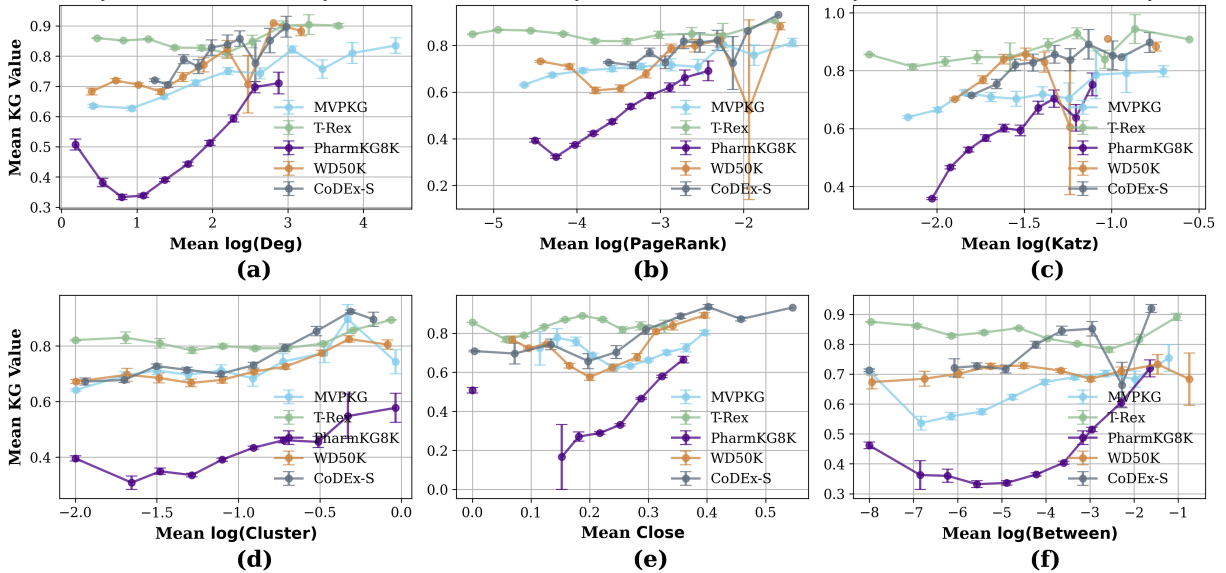 Mean KG Value
0.9
0.8
0.7
0.6
0.5
0.4
0.3
0
1
2
3
4
MVPKG
T-Rex
PharmKG8K
WD50K
CoDEx-S
Mean log(Deg)
(a)
0.8
0.6
0.4
0.2
−5
−4
−3
−2
MVPKG
T-Rex
PharmKG8K
WD50K
CoDEx-S
Mean log(PageRank)
(b)
1.0
0.8
0.6
0.4
−2.0
−1.5
−1.0
−0.5
MVPKG
T-Rex
PharmKG8K
WD50K
CoDEx-S
Mean log(Katz)
(c)
Mean KG Value
0.8
0.6
0.4
−2.0
−1.5
−1.0
−0.5
0.0
MVPKG
T-Rex
PharmKG8K
WD50K
CoDEx-S
Mean log(Cluster)
(d)
0.8
0.6
0.4
0.2
0.0
0.0
0.1
0.2
0.3
0.4
0.5
MVPKG
T-Rex
PharmKG8K
WD50K
CoDEx-S
Mean Close
(e)
0.9
0.8
0.7
0.6
0.5
0.4
0.3
−8
−7
−6
−5
−4
−3
−2
−1
MVPKG
T-Rex
PharmKG8K
WD50K
CoDEx-S
Mean log(Between)
(f)